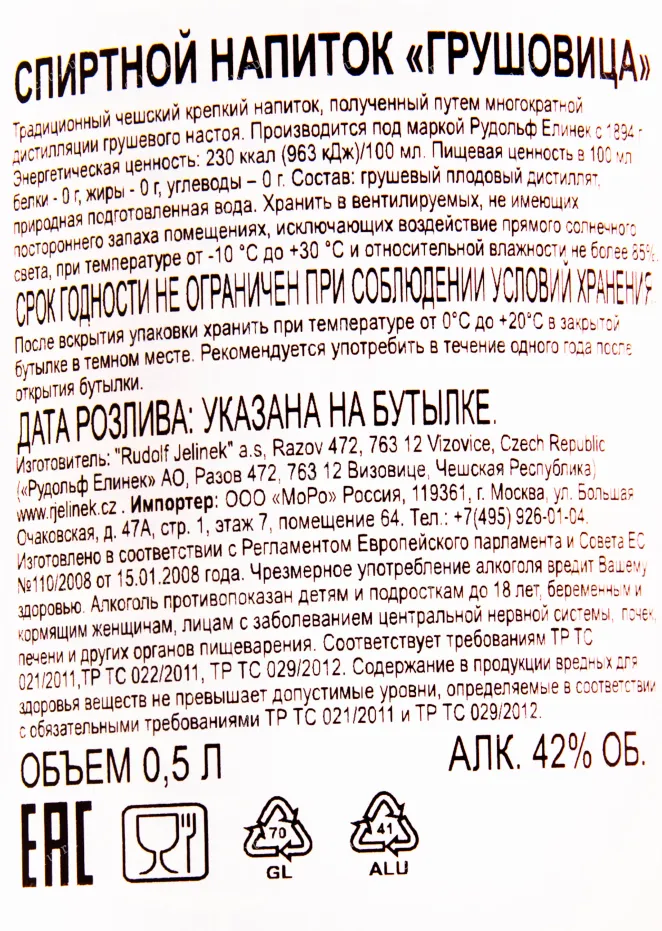 СПИРТНОЙ НАПИТОК «ГРУШОВИЦА»
Традиционный чешский крепкий напиток, полученный путем многократной
дистилляции грушевого настоя. Производится под маркой Рудольф Елинек с 1894 г
Энергетическая ценность: 230 ккал (963 кДж)/100 мл. Пищевая ценность в 100 мл
белки - 0 г, жиры - 0 г, углеводы – 0 г. Состав: грушевый плодовый дистиллят,
природная подготовленная вода. Хранить в вентилируемых, не имеющих
постороннего запаха помещениях, исключающих воздействие прямого солнечного
света, при температуре от -10 °C до +30 °C и относительной влажности не более 85%.
СРОК ГОДНОСТИ НЕ ОГРАНИЧЕН ПРИ СОБЛЮДЕНИИ УСЛОВИЙ ХРАНЕНИЯ
После вскрытия упаковки хранить при температуре от 0°C до +20°C в закрытой
бутылке в темном месте. Рекомендуется употребить в течение одного года после
открытия бутылки.
ДАТА РОЗЛИВА: УКАЗАНА НА БУТЫЛКЕ.
Изготовитель: "Rudolf Jelinek" a.s, Razov 472, 763 12 Vizovice, Czech Republic
(«Рудольф Елинек» АО, Разов 472, 763 12 Визовице, Чешская Республика)
www.rjelinek.cz . Импортер: ООО «МоРо» Россия, 119361, г. Москва, ул. Большая
Очаковская, д. 47А, стр. 1, этаж 7, помещение 64. Тел.: +7(495) 926-01-04.
Изготовлено в соответствии с Регламентом Европейского парламента и Совета ЕС
№110/2008 от 15.01.2008 года. Чрезмерное употребление алкоголя вредит Вашему
здоровью. Алкоголь противопоказан детям и подросткам до 18 лет, беременным и
кормящим женщинам, лицам с заболеванием центральной нервной системы, почек,
печени и других органов пищеварения. Соответствует требованиям ТР ТС
021/2011,ТР ТС 022/2011, ТР ТС 029/2012. Содержание в продукции вредных для
здоровья веществ не превышает допустимые уровни, определяемые в соответствии
с обязательными требованиями ТР ТС 021/2011 и ТР ТС 029/2012.
ОБЪЕМ 0,5 Л АЛК. 42% ОБ.
EAC 70 41
GL ALU